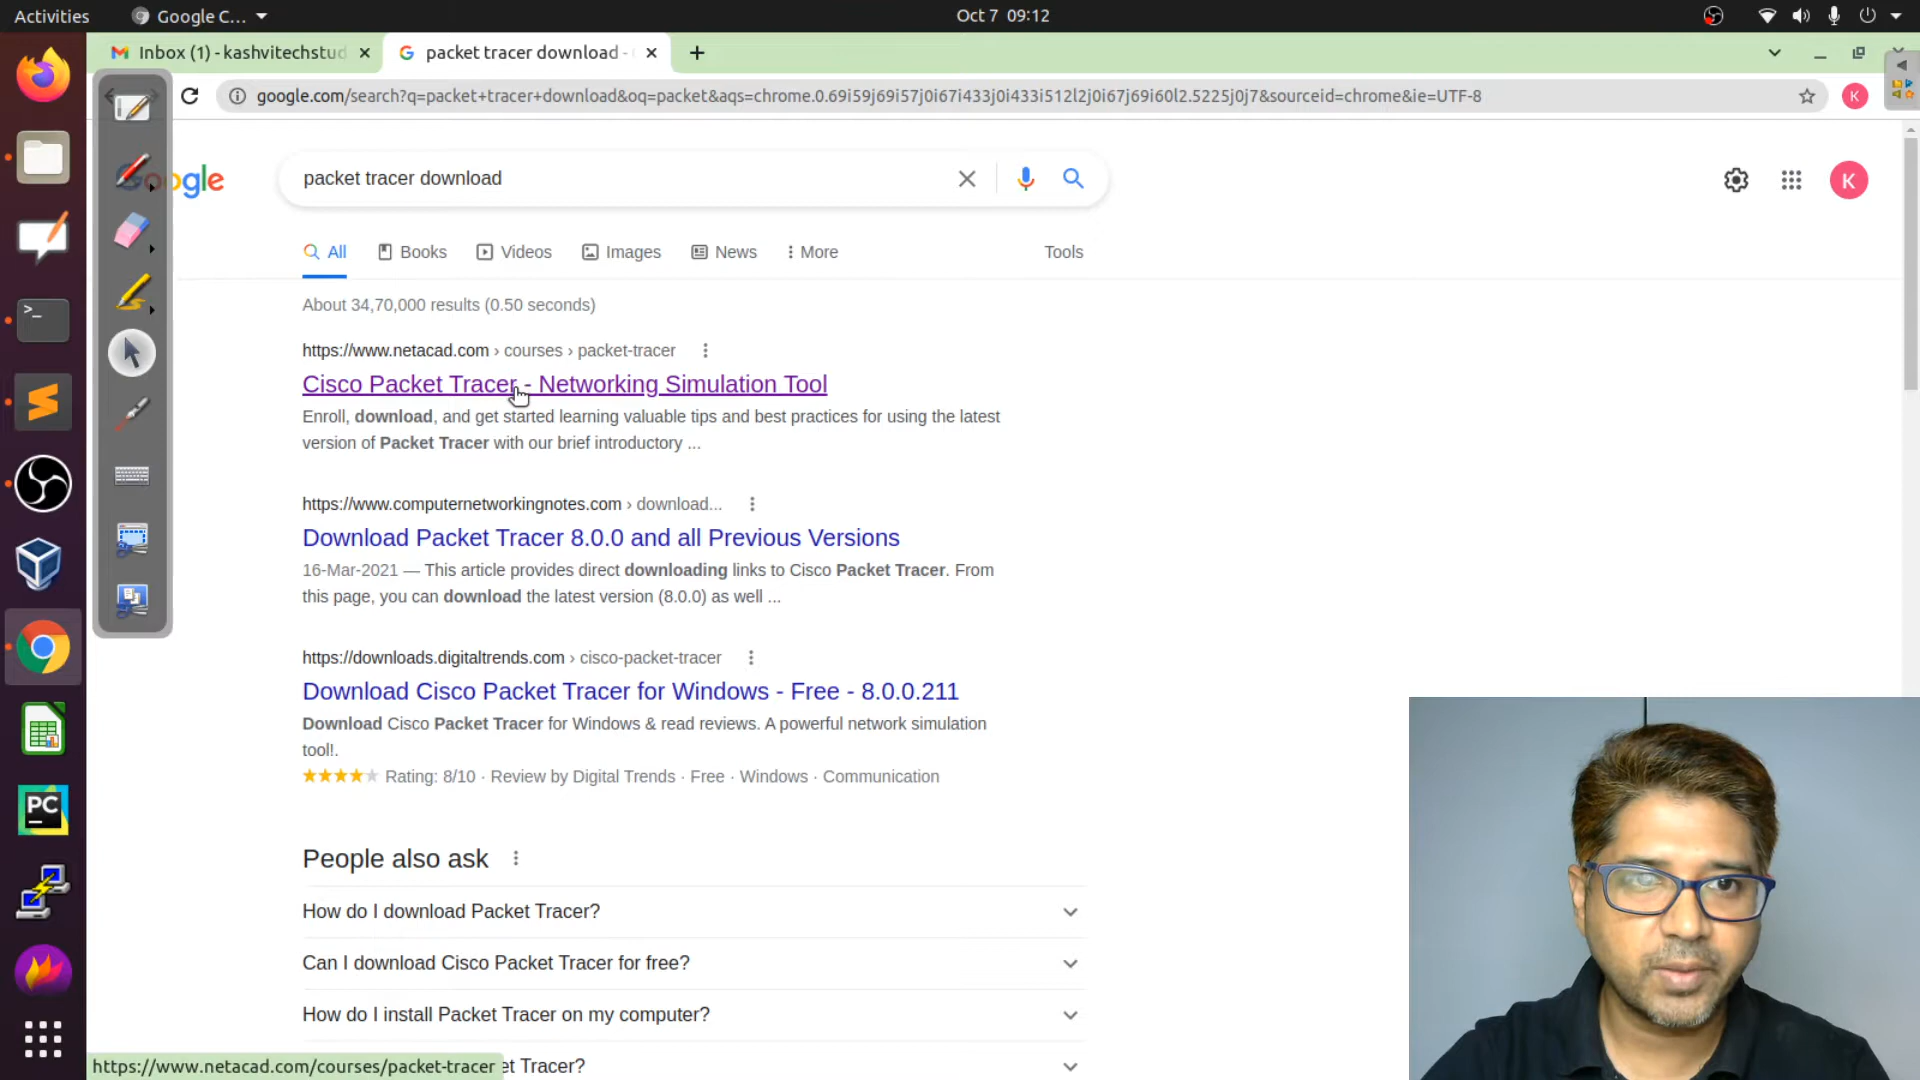 Activities
Google C...
Oct 7 09:12
Inbox (1) - kashvitechstud
packet tracer download -
google.com/search?q=packet+tracer+download&oq=packet&aqs=chrome.0.69i59j69i57j0i67i433j0i433i512l2j0i67j69i60l2.5225j0j7&sourceid=chrome&ie=UTF-8
K
Google
packet tracer download
K
All
Books
Videos
Images
News
More
Tools
About 34,70,000 results (0.50 seconds)
https://www.netacad.com › courses › packet-tracer
Cisco Packet Tracer - Networking Simulation Tool
Enroll, download, and get started learning valuable tips and best practices for using the latest
version of Packet Tracer with our brief introductory ...
https://www.computernetworkingnotes.com › download...
Download Packet Tracer 8.0.0 and all Previous Versions
16-Mar-2021 — This article provides direct downloading links to Cisco Packet Tracer. From
this page, you can download the latest version (8.0.0) as well ...
https://downloads.digitaltrends.com › cisco-packet-tracer
Download Cisco Packet Tracer for Windows - Free - 8.0.0.211
Download Cisco Packet Tracer for Windows & read reviews. A powerful network simulation
tool!.
Rating: 8/10 · Review by Digital Trends · Free · Windows · Communication
People also ask
How do I download Packet Tracer?
Can I download Cisco Packet Tracer for free?
How do I install Packet Tracer on my computer?
et Tracer?
https://www.netacad.com/courses/packet-tracer
PC